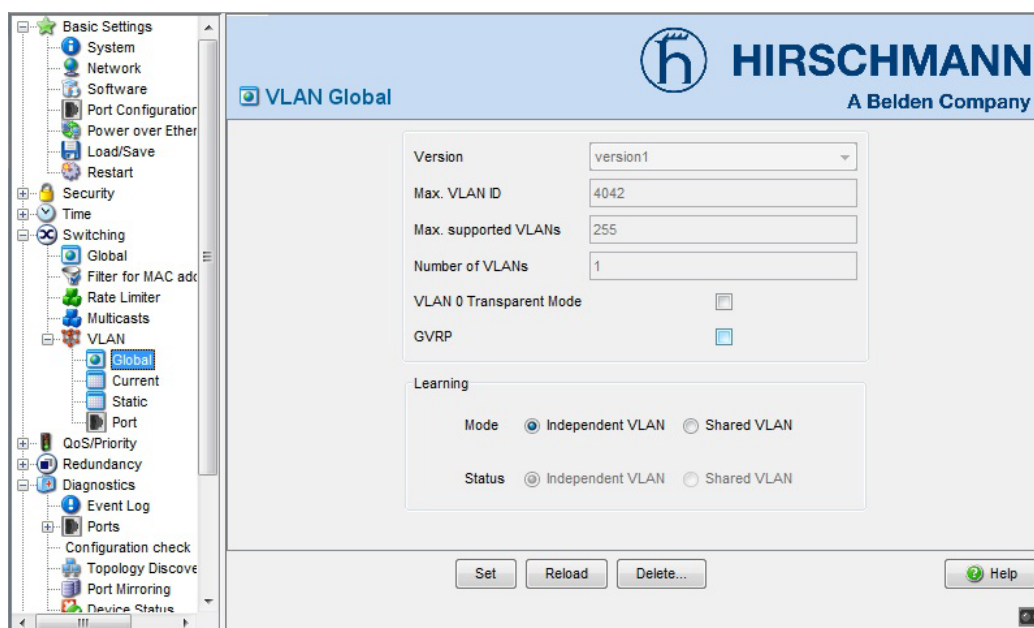 Basic Settings
System
Network
Software
Port Configuration
Power over Ether
Load/Save
Restart
Security
Time
Switching
Global
Filter for MAC add
Rate Limiter
Multicasts
VLAN
Global
Current
Static
Port
QoS/Priority
Redundancy
Diagnostics
Event Log
Ports
Configuration check
Topology Discove
Port Mirroring
Device Status
VLAN Global
HIRSCHMANN
A Belden Company
Version version1
Max. VLAN ID 4042
Max. supported VLANs 255
Number of VLANs 1
VLAN 0 Transparent Mode
GVRP
Learning
Mode Independent VLAN Shared VLAN
Status Independent VLAN Shared VLAN
Set Reload Delete... Help